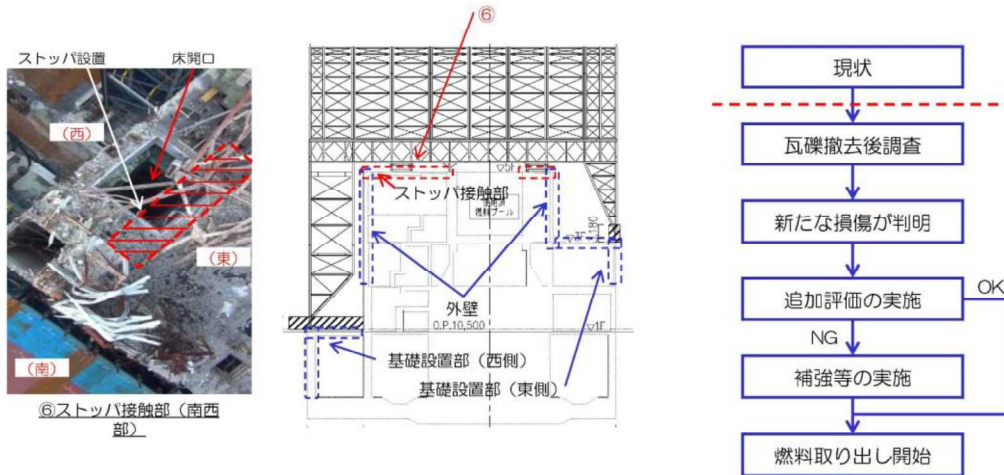 ストッパ設置
床開口
（西）
（東）
（南）
⑥ストッパ接触部（南西
部）
⑥
▽5F
ストッパ接触部
使用済
燃料プール
外壁
O.P.10,500
▽1F
基礎設置部（西側）
基礎設置部（東側）
現状
瓦礫撤去後調査
新たな損傷が判明
追加評価の実施
OK
NG
補強等の実施
燃料取り出し開始